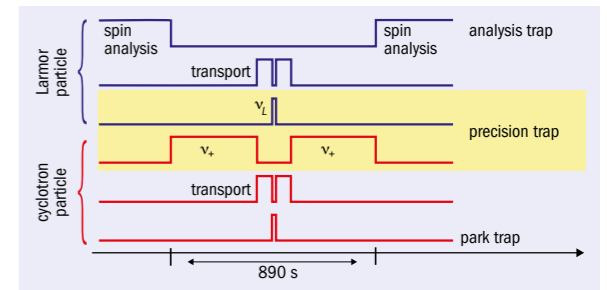 spin
analysis
spin
analysis
analysis trap
Larmor
particle
transport
νL
precision trap
ν+
ν+
cyclotron
particle
transport
park trap
890 s